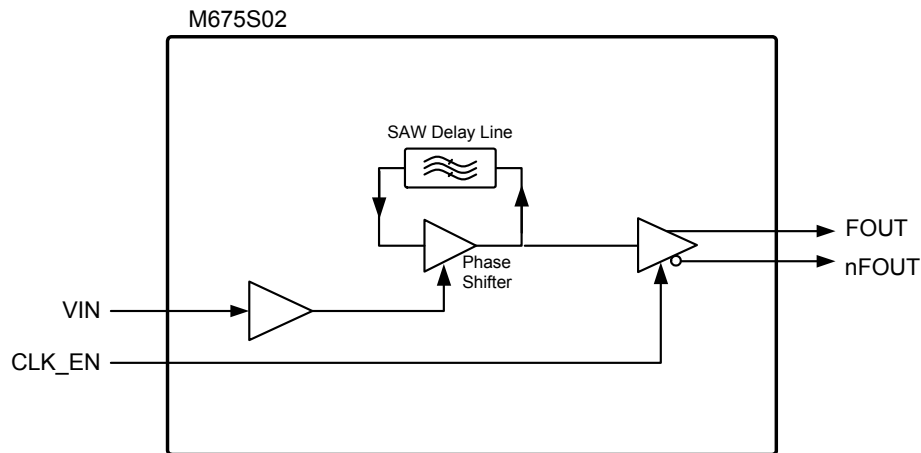 M675S02
SAW Delay Line
Phase
Shifter
FOUT
nFOUT
VIN
CLK_EN